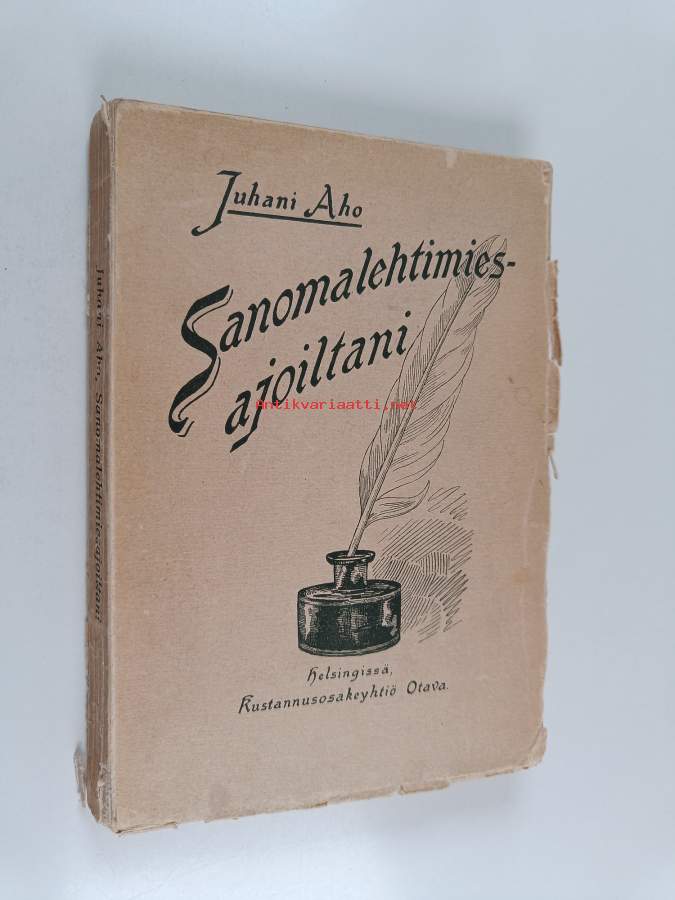 Juhani Aho
Sanomalehtimies-
ajoiltani
Antikvariaatti.net
Helsingissä,
Kustannusosakeyhtiö Otava.
Juhani Aho, Sanomalehtimiesajoiltani